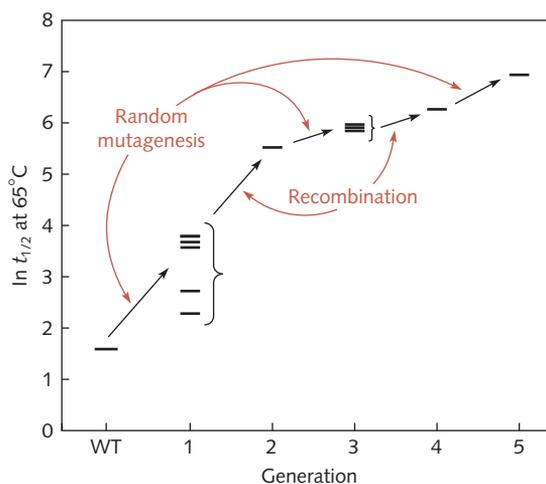 8
7
6
5
4
3
2
1
0
ln t1/2 at 65°C
Random
mutagenesis
Recombination
WT 1 2 3 4 5
Generation